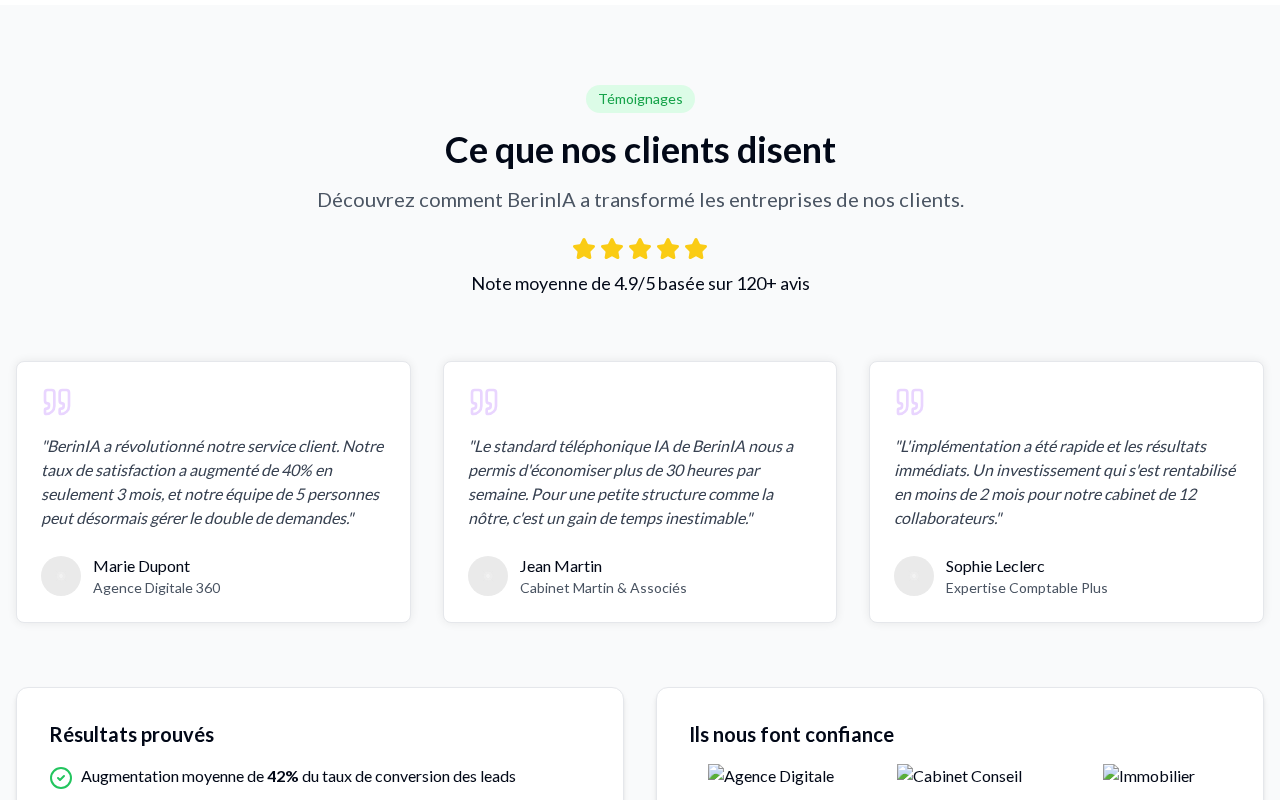 Témoignages
Ce que nos clients disent
Découvrez comment BerinIA a transformé les entreprises de nos clients.
Note moyenne de 4.9/5 basée sur 120+ avis
"BerinIA a révolutionné notre service client. Notre
taux de satisfaction a augmenté de 40% en
seulement 3 mois, et notre équipe de 5 personnes
peut désormais gérer le double de demandes."
Marie Dupont
Agence Digitale 360
"Le standard téléphonique IA de BerinIA nous a
permis d'économiser plus de 30 heures par
semaine. Pour une petite structure comme la
nôtre, c'est un gain de temps inestimable."
Jean Martin
Cabinet Martin & Associés
"L'implémentation a été rapide et les résultats
immédiats. Un investissement qui s'est rentabilisé
en moins de 2 mois pour notre cabinet de 12
collaborateurs."
Sophie Leclerc
Expertise Comptable Plus
Résultats prouvés
Augmentation moyenne de 42% du taux de conversion des leads
Ils nous font confiance
Agence Digitale
Cabinet Conseil
Immobilier